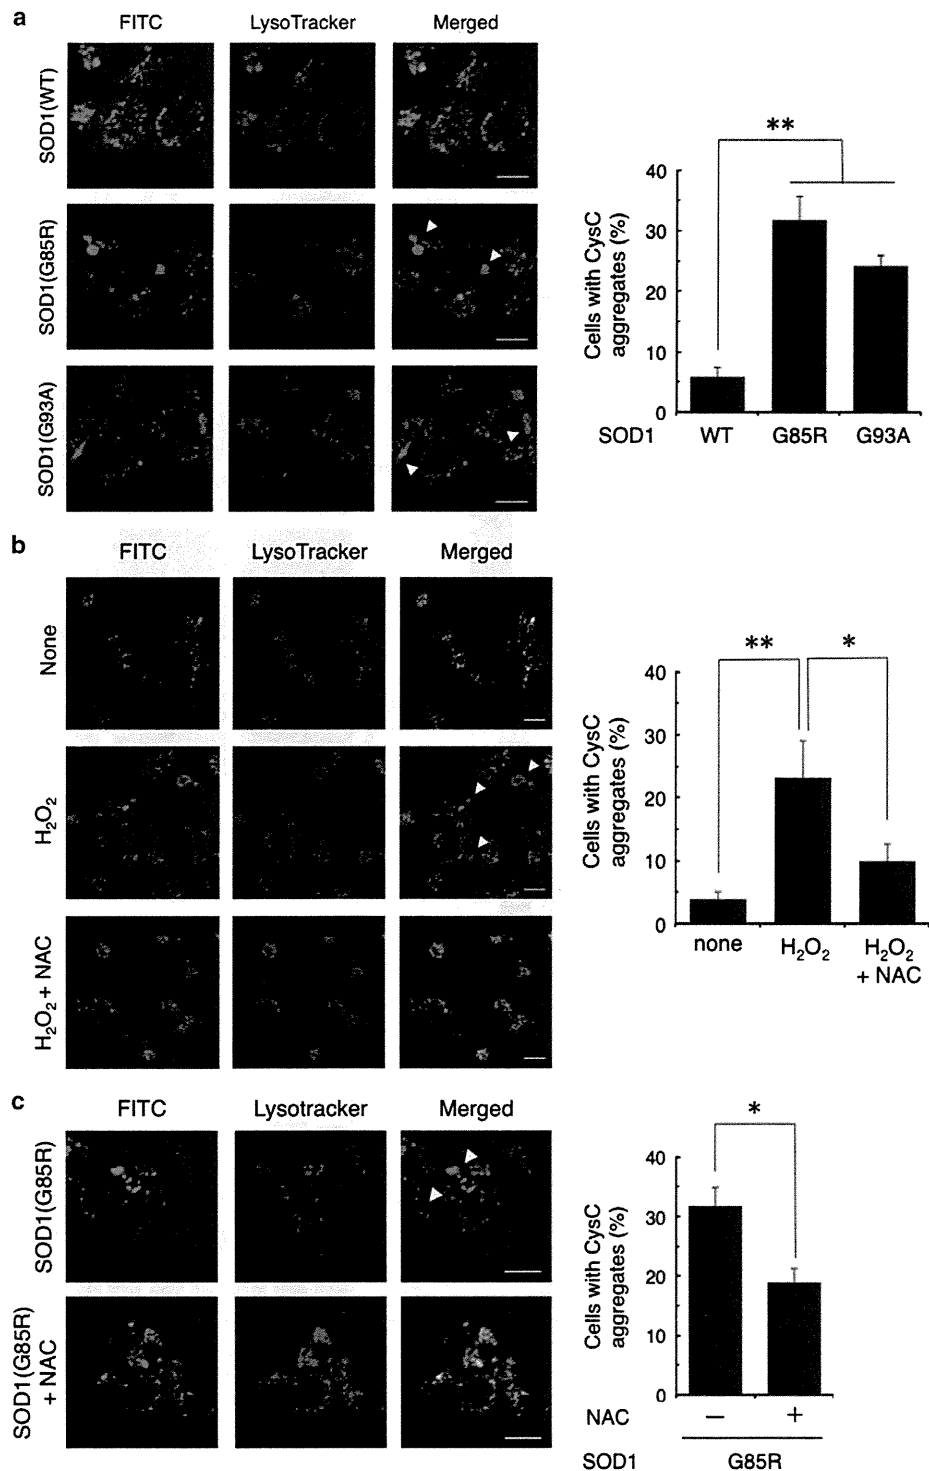 a
FITC LysoTracker Merged
SOD1(WT)
SOD1(G85R)
SOD1(G93A)
**
Cells with CysC
aggregates (%)
40
30
20
10
0
SOD1 WT G85R G93A
b
FITC LysoTracker Merged
None
H₂O₂
H₂O₂ + NAC
** *
Cells with CysC
aggregates (%)
40
30
20
10
0
none H₂O₂ H₂O₂
+ NAC
c
FITC Lysotracker Merged
SOD1(G85R)
SOD1(G85R)
+ NAC
*
Cells with CysC
aggregates (%)
40
30
20
10
0
NAC − +
SOD1 G85R